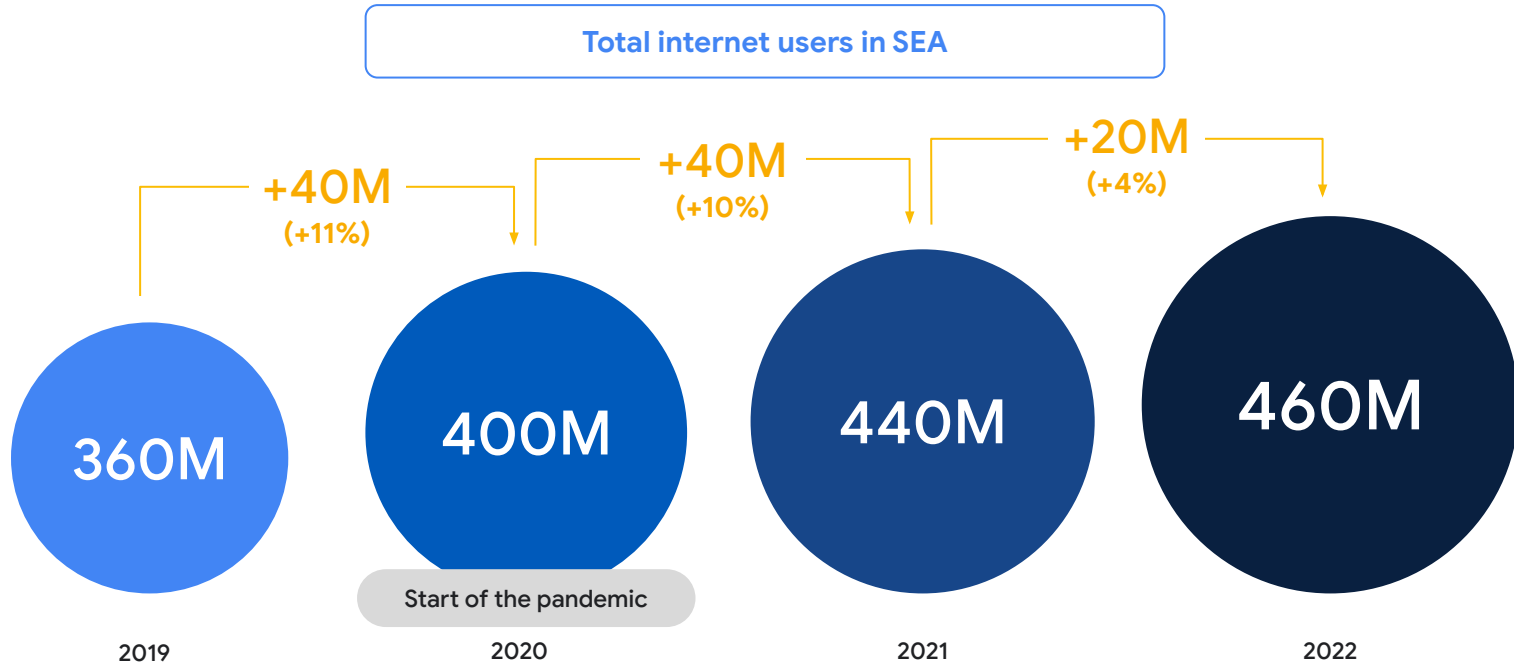 Total internet users in SEA
+40M
(+11%)
+40M
(+10%)
+20M
(+4%)
360M
400M
440M
460M
Start of the pandemic
2019
2020
2021
2022